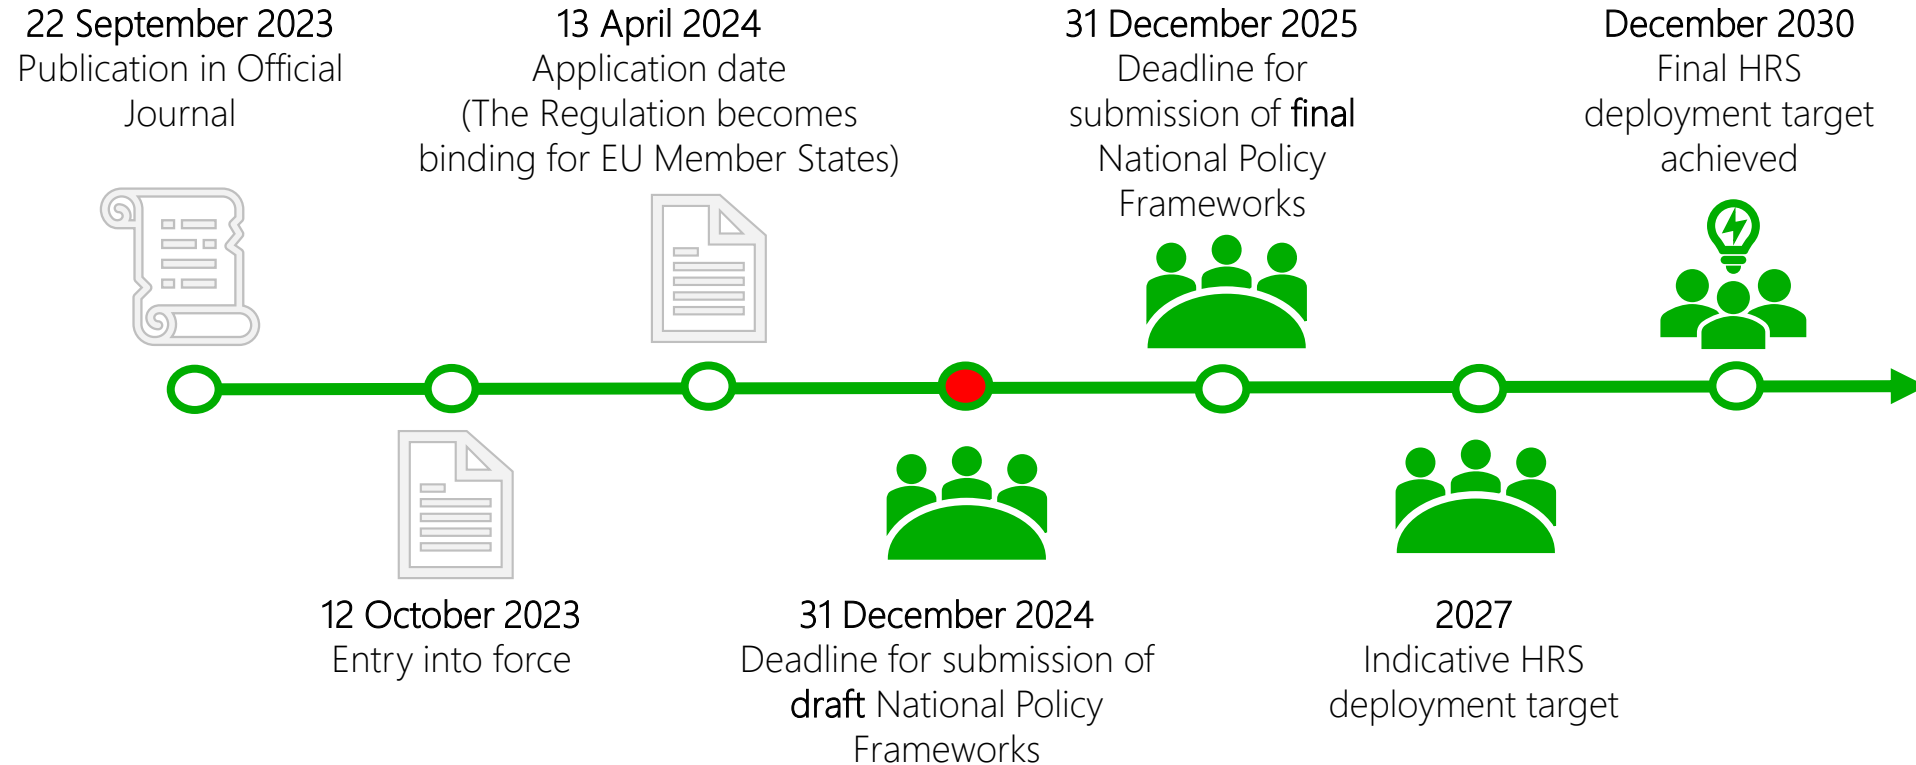 22 September 2023
Publication in Official
Journal
13 April 2024
Application date
(The Regulation becomes
binding for EU Member States)
31 December 2025
Deadline for
submission of final
National Policy
Frameworks
December 2030
Final HRS
deployment target
achieved
12 October 2023
Entry into force
31 December 2024
Deadline for submission of
draft National Policy
Frameworks
2027
Indicative HRS
deployment target